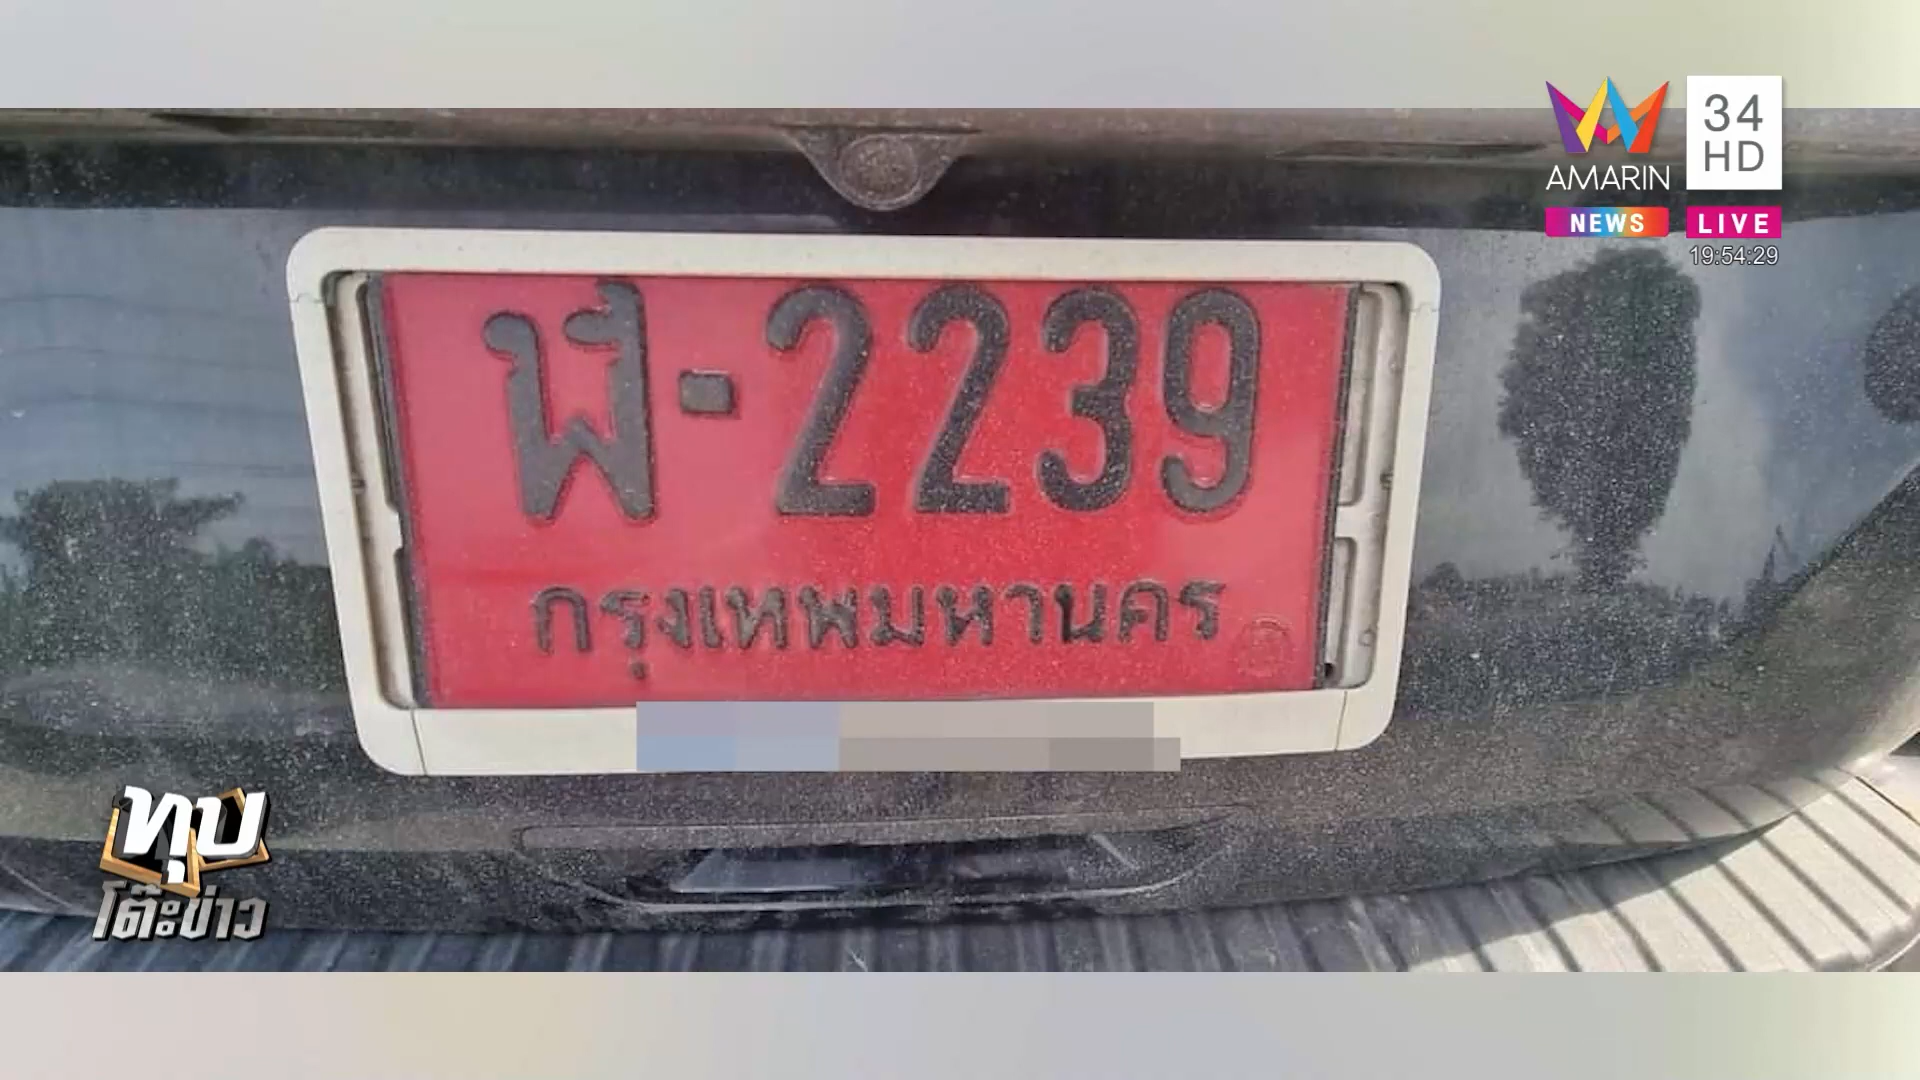 AMARIN
34
HD
NEWS
LIVE
19:54:29
ฬ-2239
กรุงเทพมหานคร
ทุบ
โต๊ะข่าว